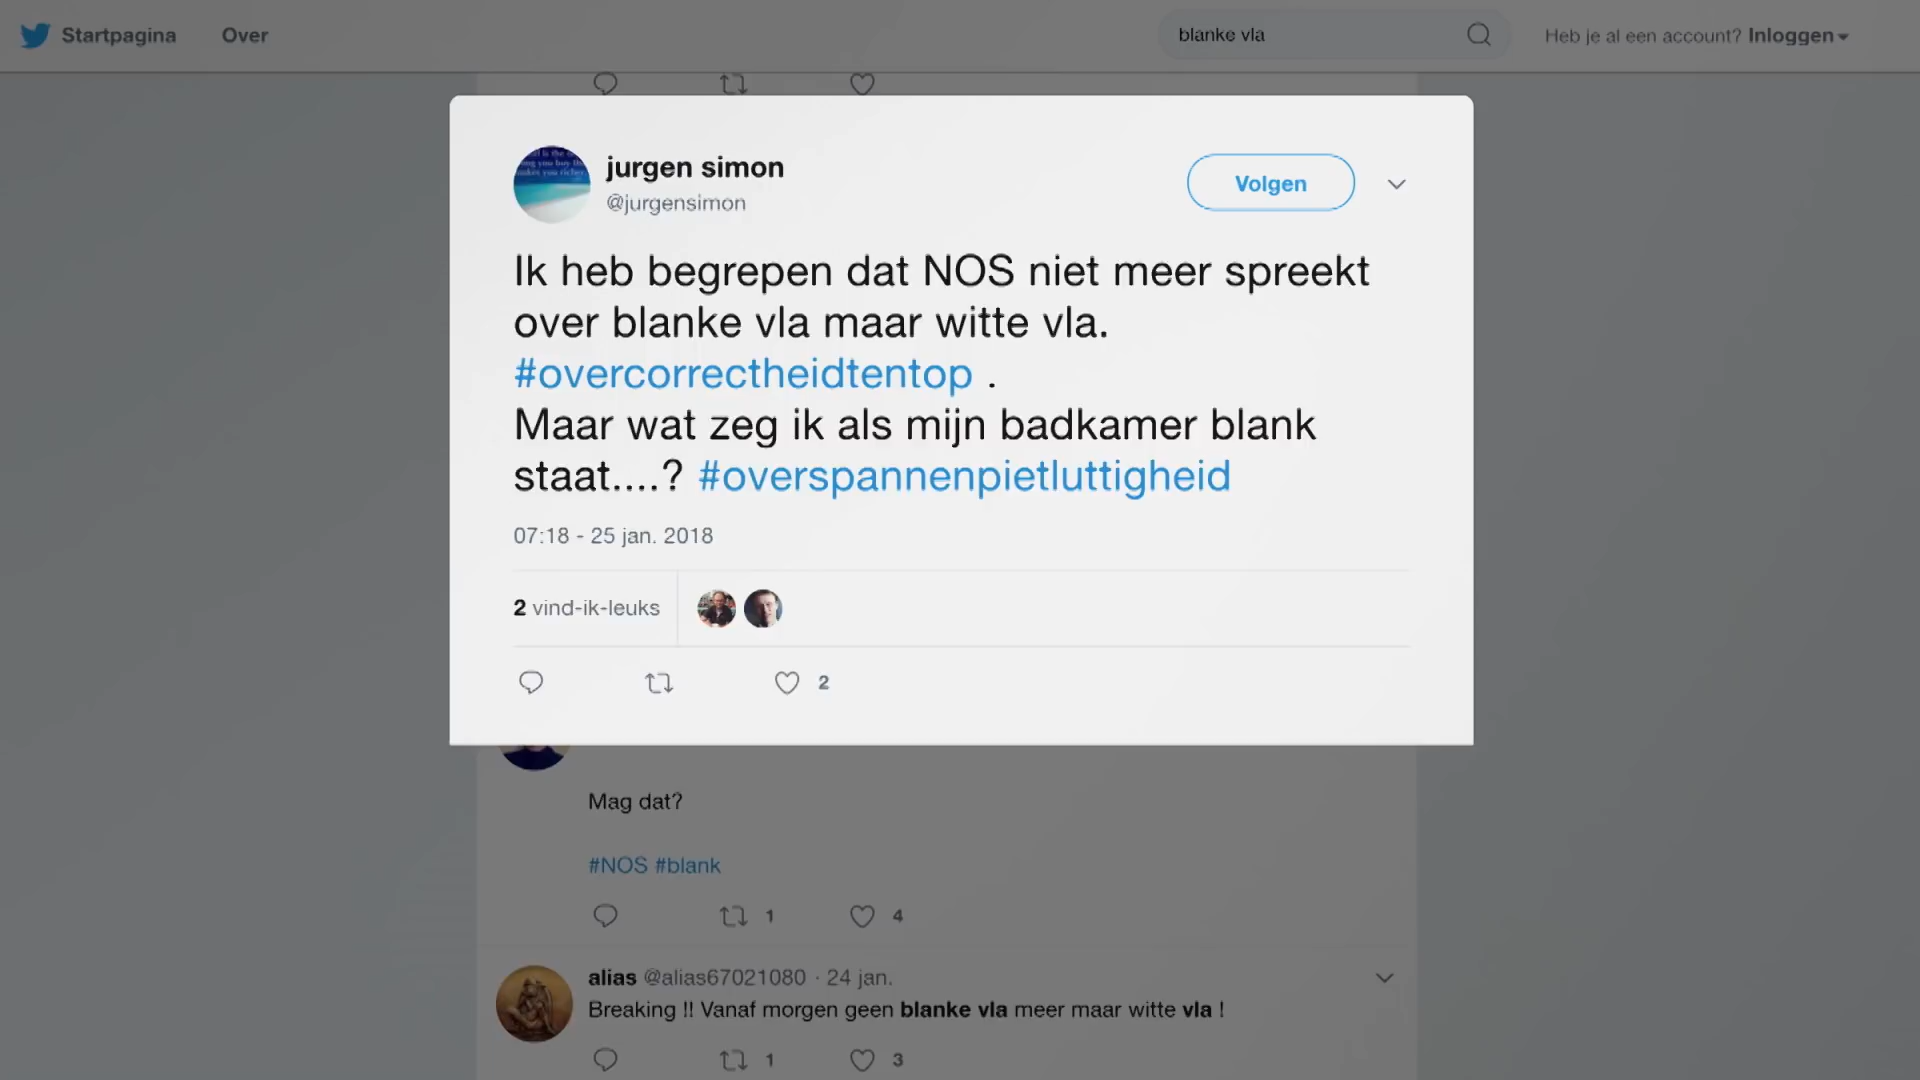 Startpagina Over blanke vla Heb je al een account? Inloggen
jurgen simon
@jurgensimon
Volgen
Ik heb begrepen dat NOS niet meer spreekt
over blanke vla maar witte vla.
#overcorrectheidtentop .
Maar wat zeg ik als mijn badkamer blank
staat....? #overspannenpietluttigheid
07:18 - 25 jan. 2018
2 vind-ik-leuks
2
Mag dat?
#NOS #blank
1 4
alias @alias67021080 · 24 jan.
Breaking !! Vanaf morgen geen blanke vla meer maar witte vla !
1 3